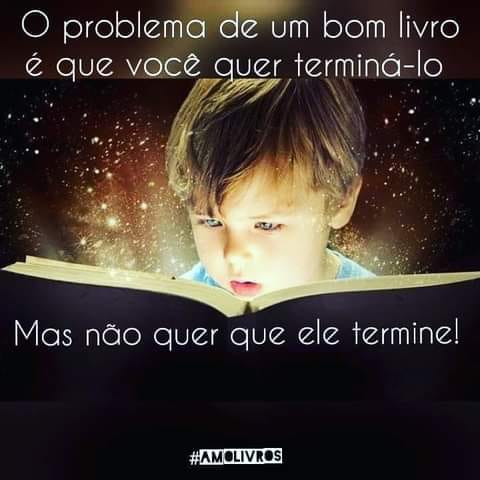 O problema de um bom livro
é que você quer terminá-lo
Mas não quer que ele termine!
#AMOLIVROS